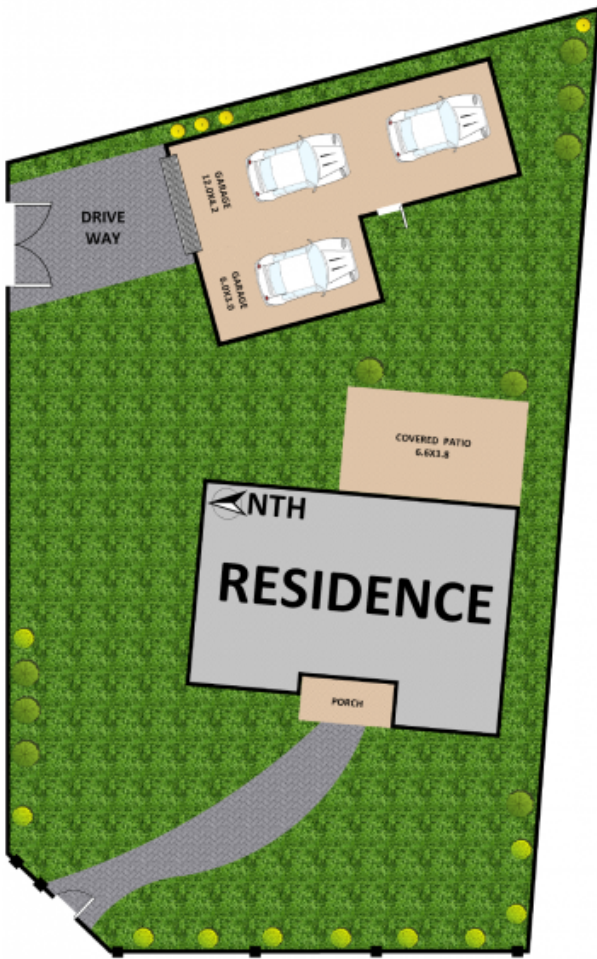 DRIVE
WAY
GARAGE
12.0X4.2
GARAGE
6.0X3.0
COVERED PATIO
6.6X3.8
NTH
RESIDENCE
PORCH